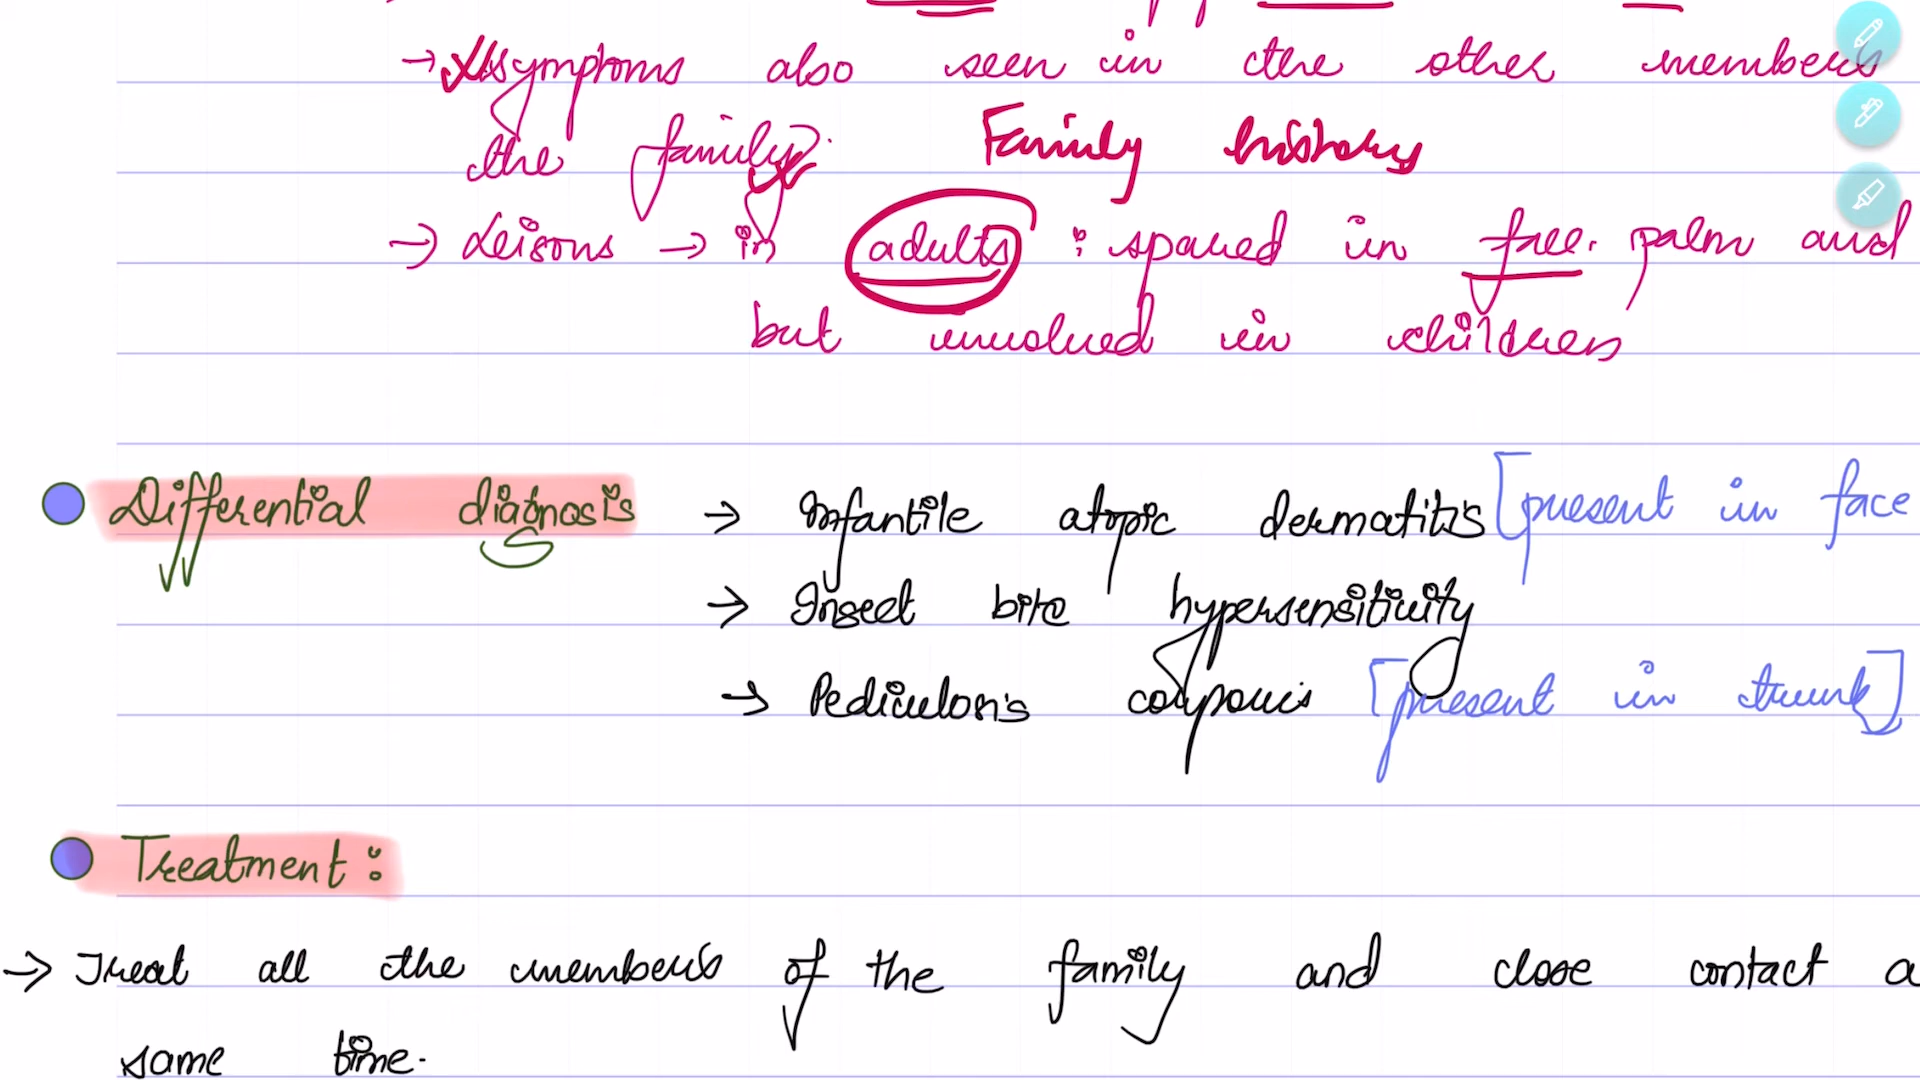 → symptoms also seen in the other members
the family. Family history
→ Leisons → in adults : spared in face. palm and
but involved in children
Differential diagnosis → Infantile atopic dermatitis [present in face
→ Insect bite hypersensitivity
→ Pediculosis corporis [present in trunk]
Treatment :
→ Treat all the members of the family and close contact a
same time.